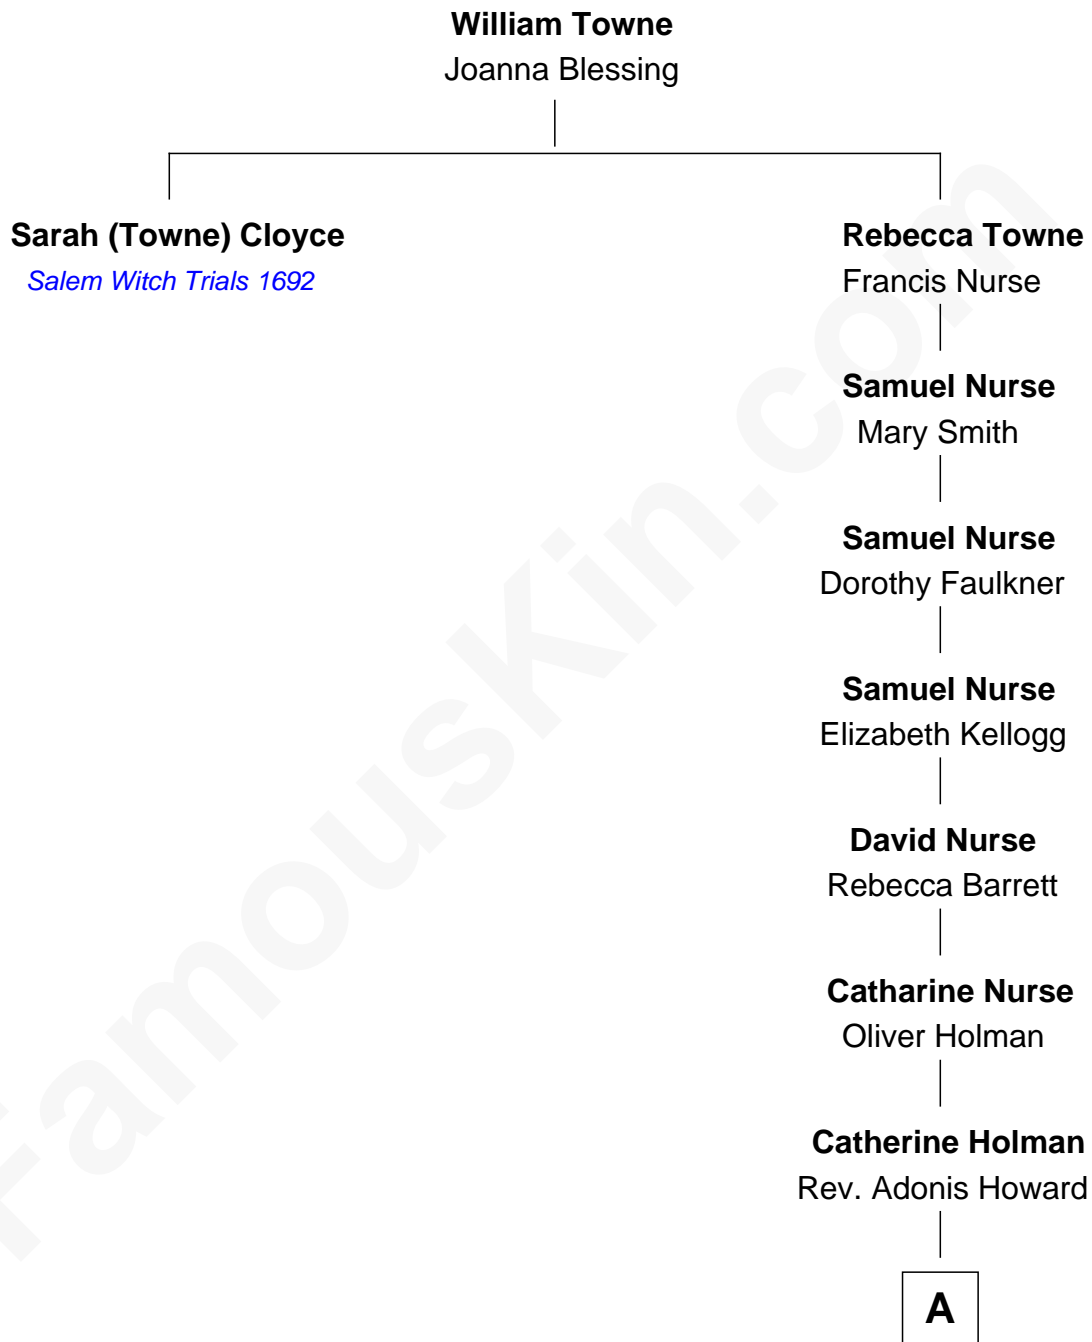 William Towne
Joanna Blessing
Sarah (Towne) Cloyce
Salem Witch Trials 1692
Rebecca Towne
Francis Nurse
Samuel Nurse
Mary Smith
Samuel Nurse
Dorothy Faulkner
Samuel Nurse
Elizabeth Kellogg
David Nurse
Rebecca Barrett
Catharine Nurse
Oliver Holman
Catherine Holman
Rev. Adonis Howard
A
FamousKin.com